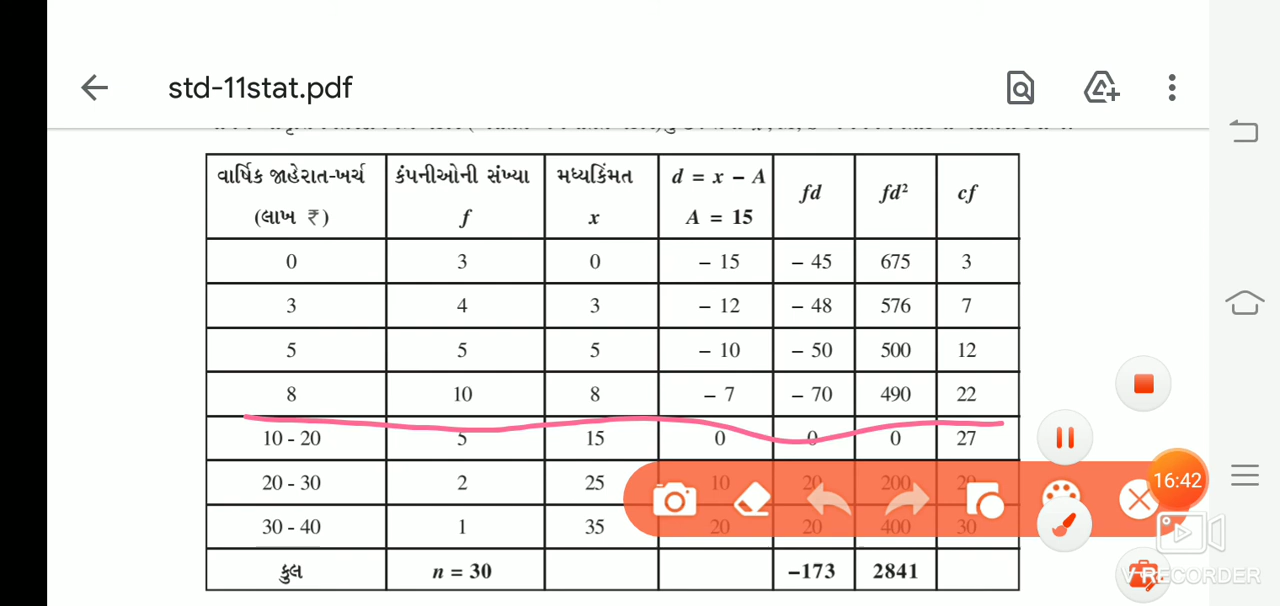 std-11stat.pdf
વાર્ષિક જાહેરાત-ખર્ચ કંપનીઓની સંખ્યા મધ્યકિંમત d = x – A fd fd² cf
(લાખ ₹) f x A = 15
0 3 0 – 15 – 45 675 3
3 4 3 – 12 – 48 576 7
5 5 5 – 10 – 50 500 12
8 10 8 – 7 – 70 490 22
10 - 20 5 15 0 0 0 27
20 - 30 2 25 10 20 200 29
30 - 40 1 35 20 20 400 30
કુલ n = 30 –173 2841
16:42
V RECORDER